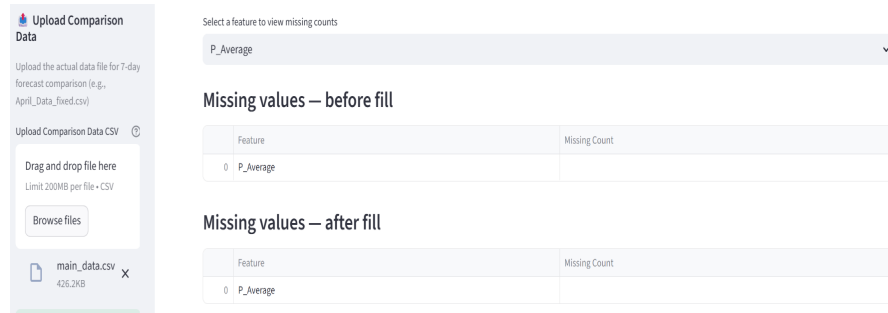 📤 Upload Comparison
Data
Upload the actual data file for 7-day
forecast comparison (e.g.,
April_Data_fixed.csv)
Upload Comparison Data CSV
Drag and drop file here
Limit 200MB per file • CSV
Browse files
main_data.csv
426.2KB
Select a feature to view missing counts
P_Average
Missing values — before fill
Feature Missing Count
0 P_Average
Missing values — after fill
Feature Missing Count
0 P_Average